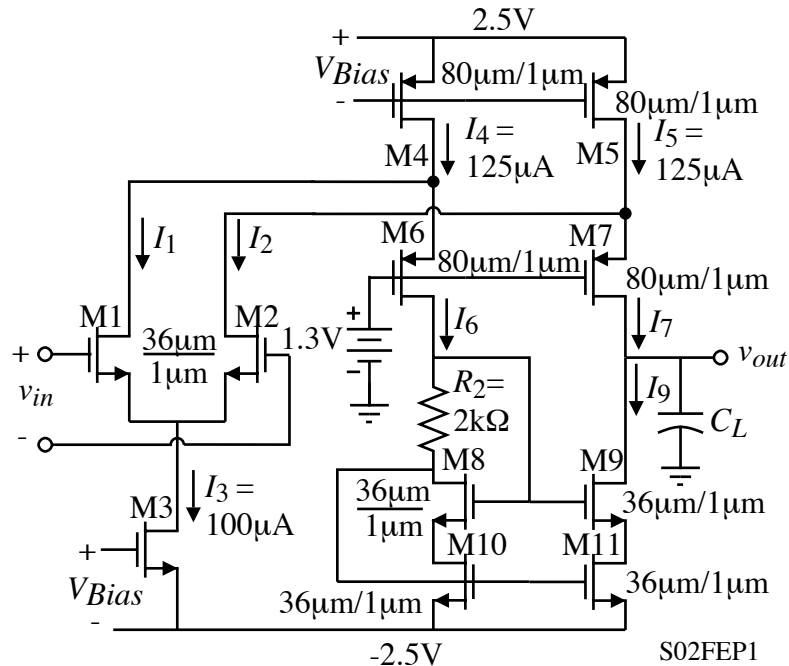 2.5V
+
VBias
-
80μm/1μm
80μm/1μm
I4 =
125μA
I5 =
125μA
M4
M5
I1
I2
M6
M7
80μm/1μm
80μm/1μm
M1
M2
36μm
1μm
1.3V
+
-
I6
I7
+
vin
-
R2=
2kΩ
vout
I9
CL
M8
M9
36μm
1μm
36μm/1μm
I3 =
100μA
M3
+
VBias
-
M10
M11
36μm/1μm
36μm/1μm
-2.5V
S02FEP1